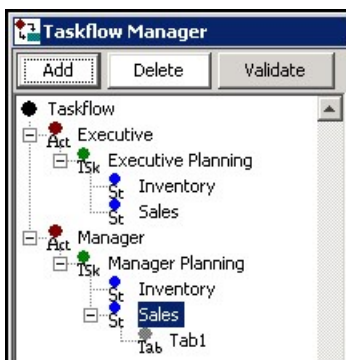 Taskflow Manager
Add Delete Validate
Taskflow
Act Executive
Tsk Executive Planning
St Inventory
St Sales
Act Manager
Tsk Manager Planning
St Inventory
St Sales
Tab Tab1